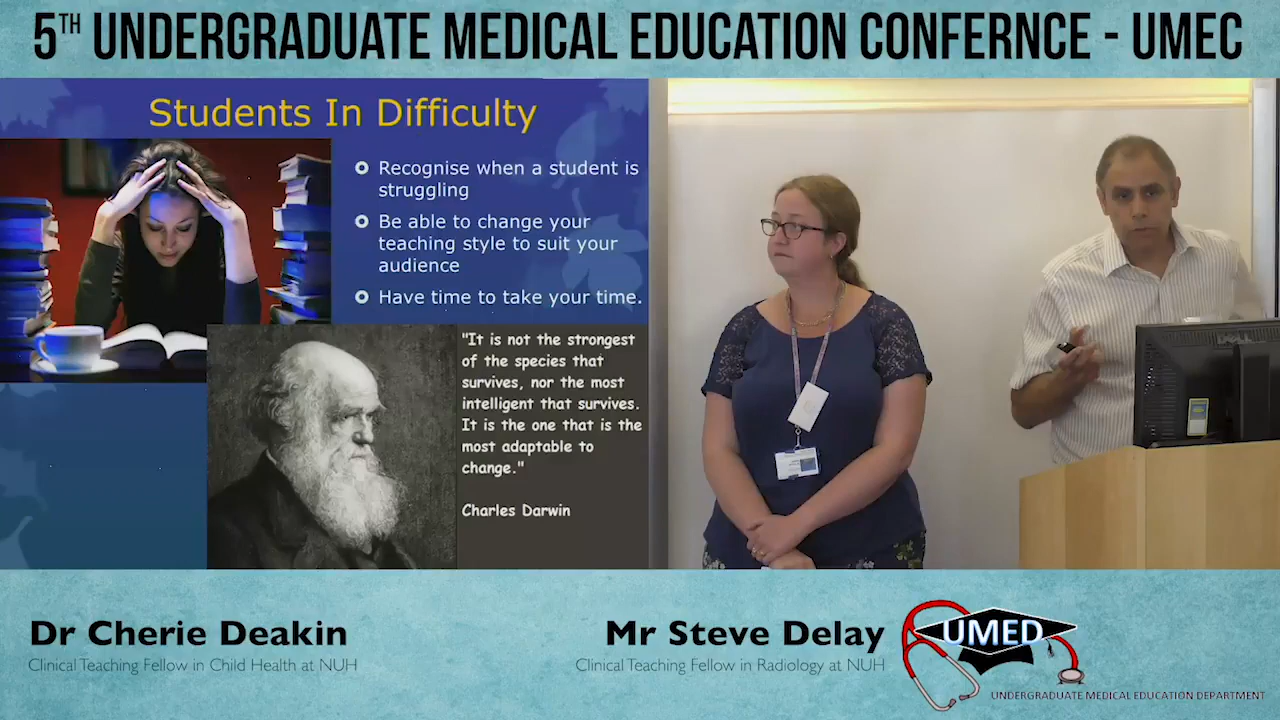 5TH UNDERGRADUATE MEDICAL EDUCATION CONFERNCE - UMEC
Students In Difficulty
Recognise when a student is
struggling
Be able to change your
teaching style to suit your
audience
Have time to take your time.
"It is not the strongest
of the species that
survives, nor the most
intelligent that survives.
It is the one that is the
most adaptable to
change."
Charles Darwin
DELL
Dr Cherie Deakin
Clinical Teaching Fellow in Child Health at NUH
Mr Steve Delay
Clinical Teaching Fellow in Radiology at NUH
UMED
UNDERGRADUATE MEDICAL EDUCATION DEPARTMENT